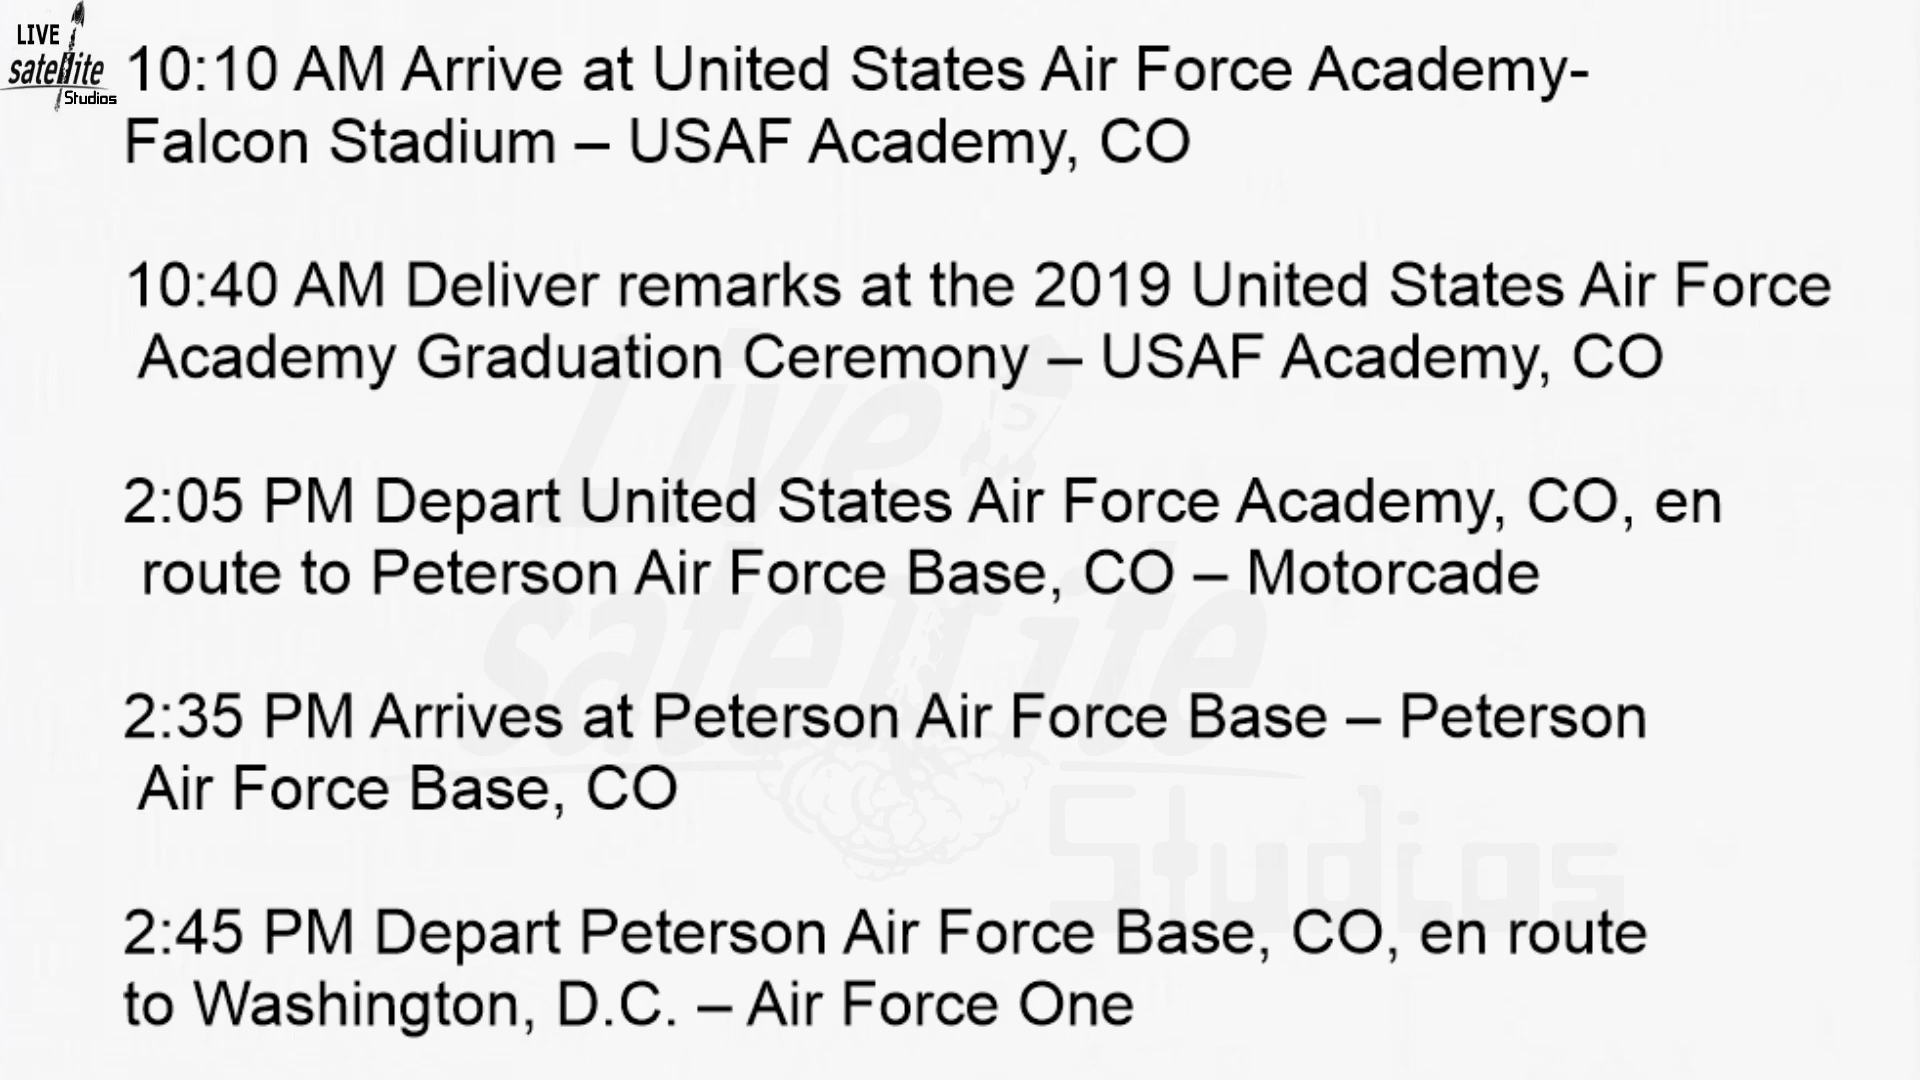 LIVE
satellite
Studios
10:10 AM Arrive at United States Air Force Academy-
Falcon Stadium – USAF Academy, CO
10:40 AM Deliver remarks at the 2019 United States Air Force
Academy Graduation Ceremony – USAF Academy, CO
Live
2:05 PM Depart United States Air Force Academy, CO, en
route to Peterson Air Force Base, CO – Motorcade
satellite
2:35 PM Arrives at Peterson Air Force Base – Peterson
Air Force Base, CO
Studios
2:45 PM Depart Peterson Air Force Base, CO, en route
to Washington, D.C. – Air Force One